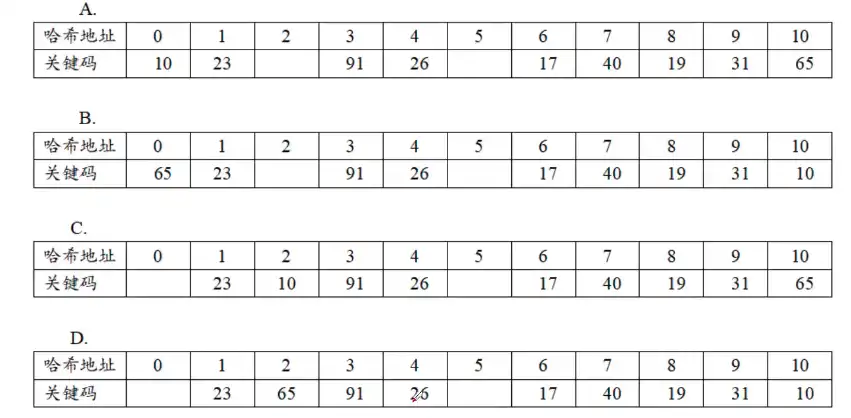 A.
哈希地址 0 1 2 3 4 5 6 7 8 9 10
关键码 10 23 91 26 17 40 19 31 65
B.
哈希地址 0 1 2 3 4 5 6 7 8 9 10
关键码 65 23 91 26 17 40 19 31 10
C.
哈希地址 0 1 2 3 4 5 6 7 8 9 10
关键码 23 10 91 26 17 40 19 31 65
D.
哈希地址 0 1 2 3 4 5 6 7 8 9 10
关键码 23 65 91 26 17 40 19 31 10